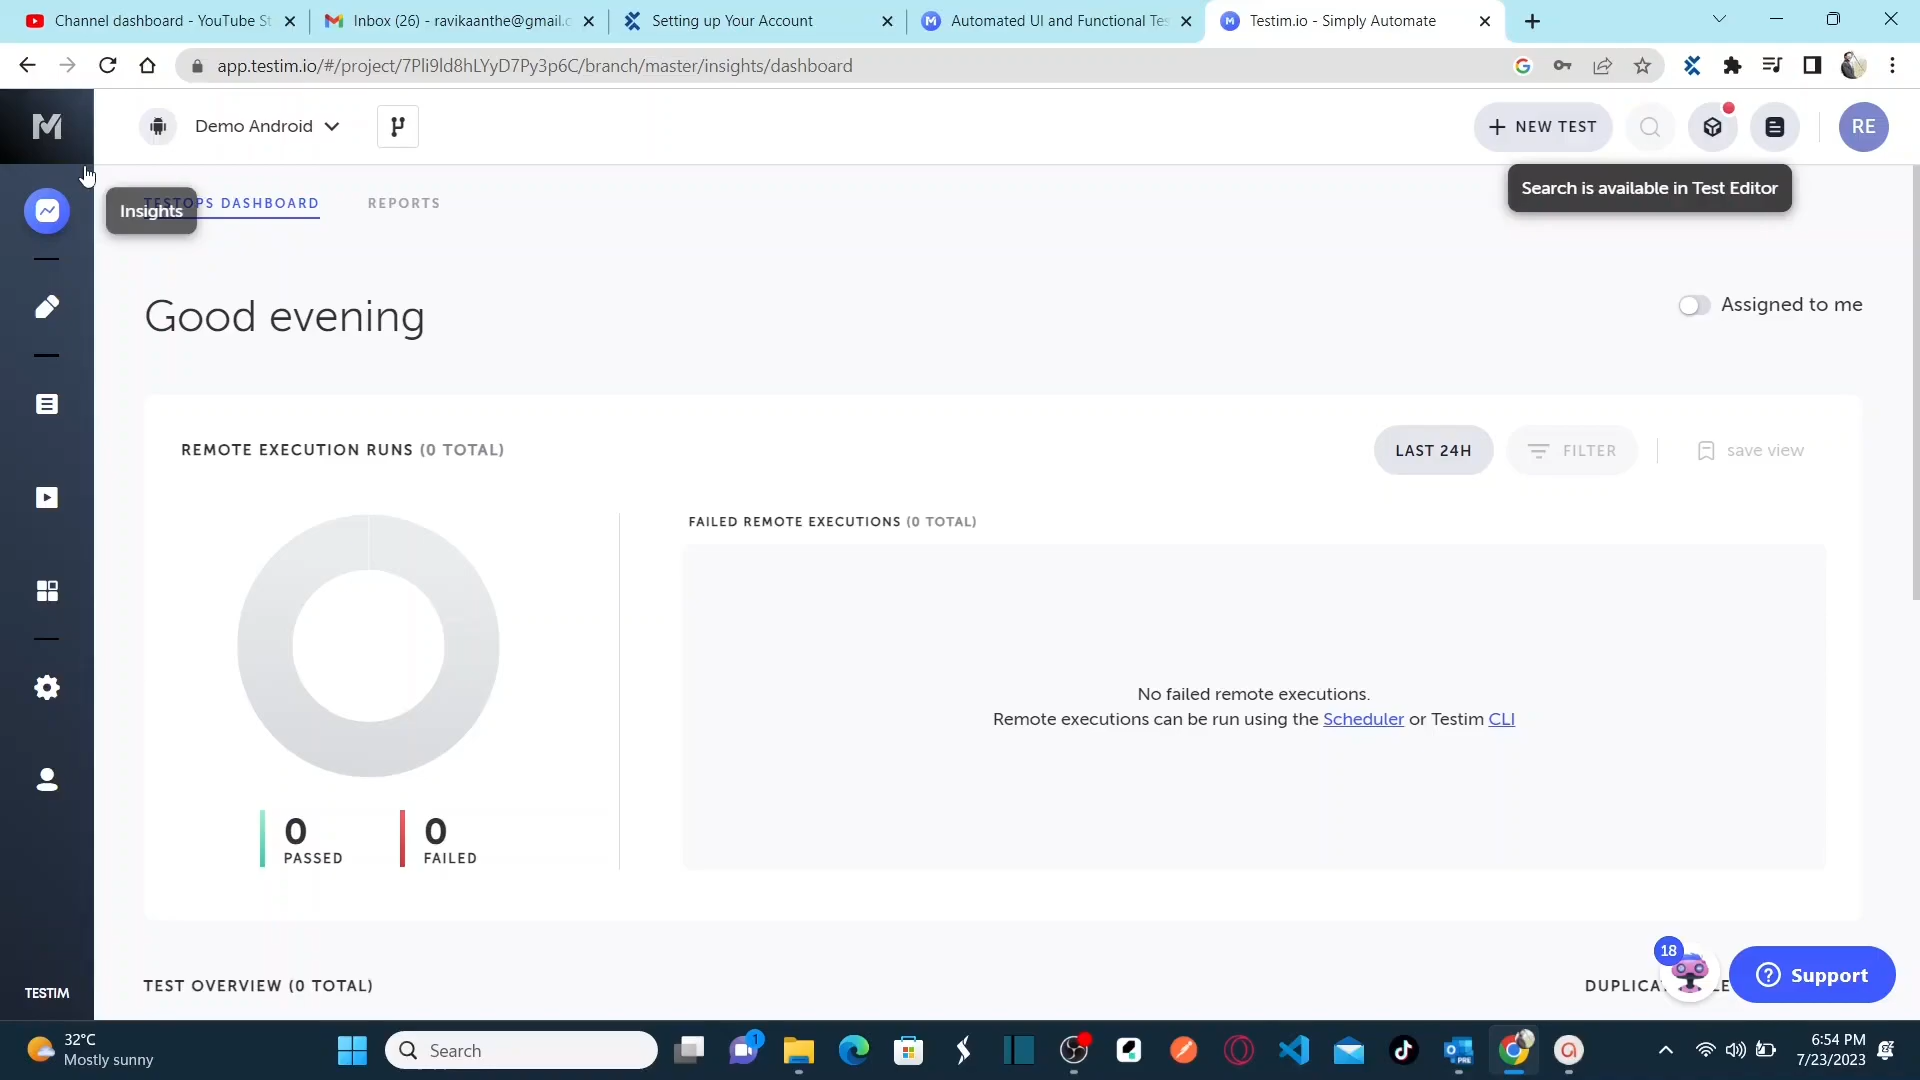 Channel dashboard - YouTube St
Inbox (26) - ravikaanthe@gmail.c
Setting up Your Account
Automated UI and Functional Tes
Testim.io - Simply Automate
app.testim.io/#/project/7Pli9ld8hLYyD7Py3p6C/branch/master/insights/dashboard
Demo Android
NEW TEST
RE
Search is available in Test Editor
Insights
TESTOPS DASHBOARD
REPORTS
Good evening
Assigned to me
REMOTE EXECUTION RUNS (0 TOTAL)
LAST 24H
FILTER
save view
FAILED REMOTE EXECUTIONS (0 TOTAL)
No failed remote executions.
Remote executions can be run using the Scheduler or Testim CLI
0
PASSED
0
FAILED
TEST OVERVIEW (0 TOTAL)
18
Support
TESTIM
32°C
Mostly sunny
Search
1
PRE
6:54 PM
7/23/2023